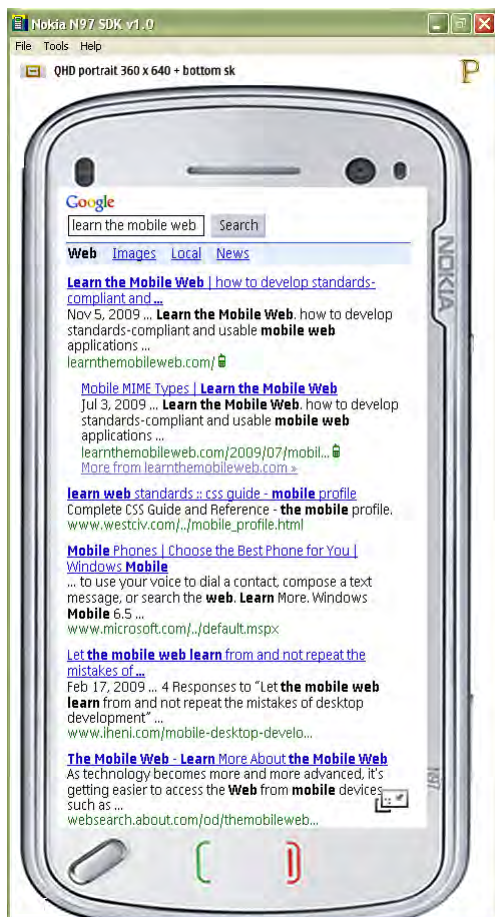 Nokia N97 SDK v1.0
File Tools Help
QHD portrait 360 x 640 + bottom sk
P
NOKIA
Google
learn the mobile web Search
Web Images Local News
Learn the Mobile Web | how to develop standards-
compliant and ...
Nov 5, 2009 ... Learn the Mobile Web. how to develop
standards-compliant and usable mobile web
applications ...
learnthemobileweb.com/
Mobile MIME Types | Learn the Mobile Web
Jul 3, 2009 ... Learn the Mobile Web. how to develop
standards-compliant and usable mobile web
applications ...
learnthemobileweb.com/2009/07/mobil...
More from learnthemobileweb.com »
learn web standards :: css guide - mobile profile
Complete CSS Guide and Reference - the mobile profile.
www.westciv.com/../mobile_profile.html
Mobile Phones | Choose the Best Phone for You |
Windows Mobile
... to use your voice to dial a contact, compose a text
message, or search the web. Learn More. Windows
Mobile 6.5 ...
www.microsoft.com/../default.mspx
Let the mobile web learn from and not repeat the
mistakes of ...
Feb 17, 2009 ... 4 Responses to “Let the mobile web
learn from and not repeat the mistakes of desktop
development” ...
www.iheni.com/mobile-desktop-develo...
The Mobile Web - Learn More About the Mobile Web
As technology becomes more and more advanced, it's
getting easier to access the Web from mobile devices
such as ...
websearch.about.com/od/themobileweb...
N97